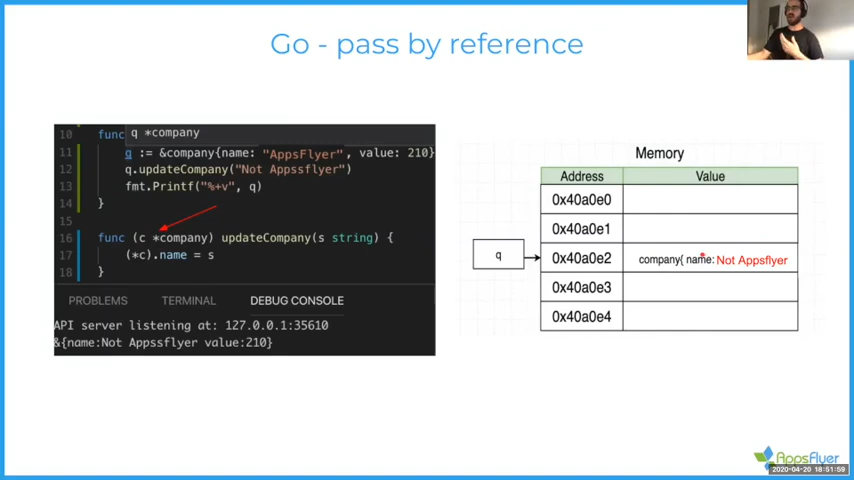 Go - pass by reference
10 func q *company
11 q := &company{name: "AppsFlyer", value: 210}
12 q.updateCompany("Not Appssflyer")
13 fmt.Printf("%+v", q)
14 }
15
16 func (c *company) updateCompany(s string) {
17 (*c).name = s
18 }
PROBLEMS TERMINAL DEBUG CONSOLE
API server listening at: 127.0.0.1:35610
&{name:Not Appssflyer value:210}
Memory
Address Value
0x40a0e0
0x40a0e1
q 0x40a0e2 company{ name: Not Appsflyer
0x40a0e3
0x40a0e4
AppsFlyer
2020-04-20 18:51:59